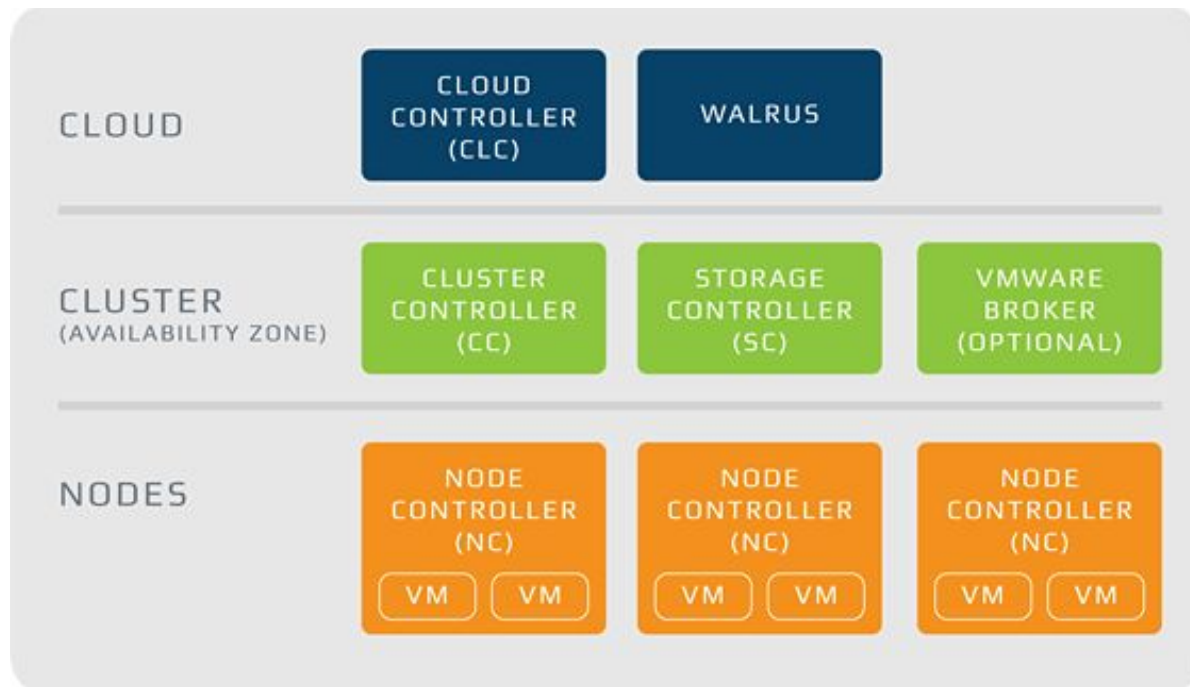 CLOUD
CLOUD
CONTROLLER
(CLC)
WALRUS
CLUSTER
(AVAILABILITY ZONE)
CLUSTER
CONTROLLER
(CC)
STORAGE
CONTROLLER
(SC)
VMWARE
BROKER
(OPTIONAL)
NODES
NODE
CONTROLLER
(NC)
VM VM
NODE
CONTROLLER
(NC)
VM VM
NODE
CONTROLLER
(NC)
VM VM